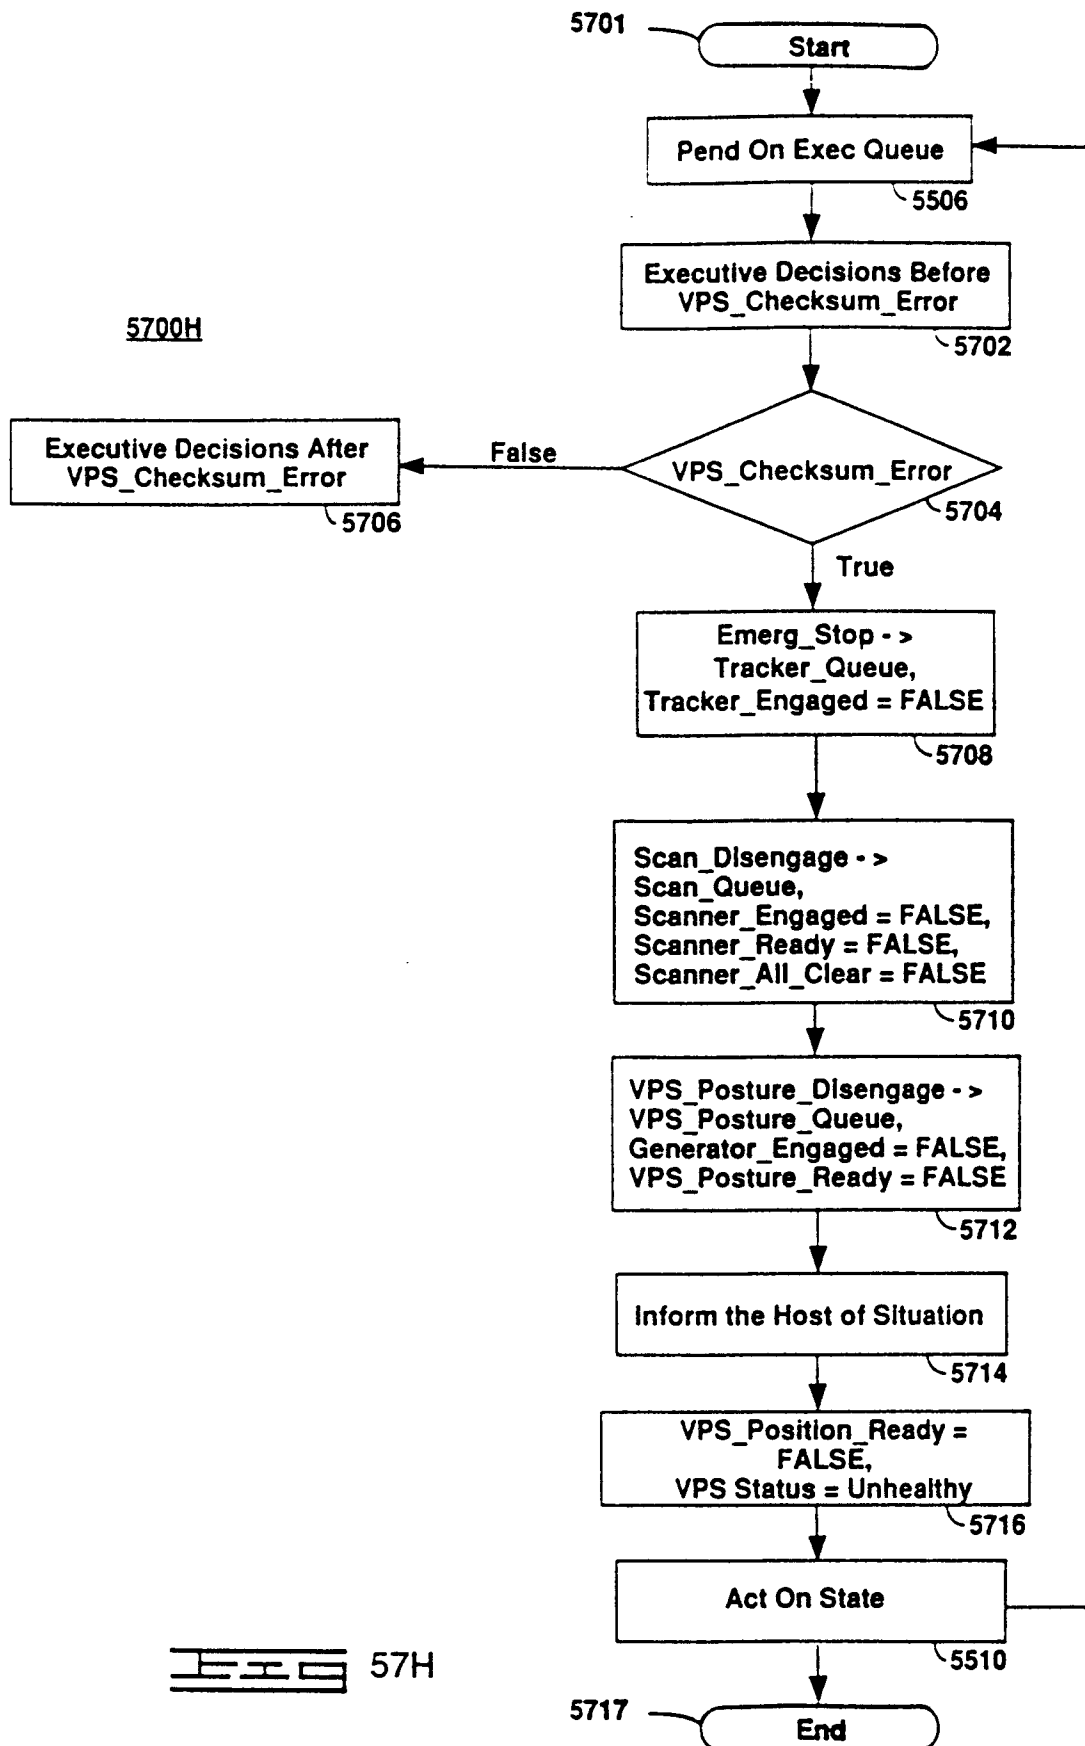 5701
Start
Pend On Exec Queue
5506
Executive Decisions Before
VPS_Checksum_Error
5702
5700H
Executive Decisions After
VPS_Checksum_Error
5706
False
VPS_Checksum_Error
5704
True
Emerg_Stop - >
Tracker_Queue,
Tracker_Engaged = FALSE
5708
Scan_Disengage - >
Scan_Queue,
Scanner_Engaged = FALSE,
Scanner_Ready = FALSE,
Scanner_All_Clear = FALSE
5710
VPS_Posture_Disengage - >
VPS_Posture_Queue,
Generator_Engaged = FALSE,
VPS_Posture_Ready = FALSE
5712
Inform the Host of Situation
5714
VPS_Position_Ready =
FALSE,
VPS Status = Unhealthy
5716
Act On State
5510
57H
5717
End